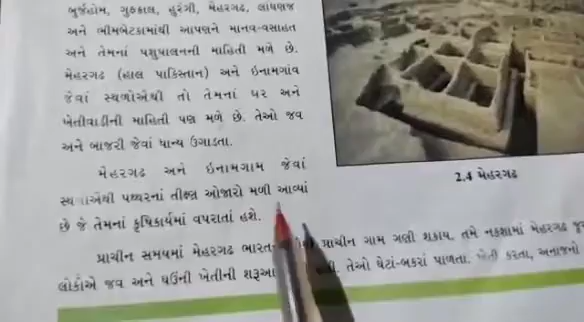 બુર્જહોમ, ગુફકાલ, હુરંગી, મેહરગઢ, લાંઘણજ
અને ભીમબેટકામાંથી આપણને માનવ-વસાહત
અને તેમનાં પશુપાલનની માહિતી મળે છે.
મેહરગઢ (હાલ પાકિસ્તાન) અને ઇનામગાંવ
જેવાં સ્થળોએથી તો તેમનાં ઘર અને
ખેતીવાડીની માહિતી પણ મળે છે. તેઓ જવ
અને બાજરી જેવાં ધાન્ય ઉગાડતા.
મેહરગઢ અને ઇનામગામ જેવાં
સ્થળોએથી પથ્થરનાં તીક્ષ્ણ ઓજારો મળી આવ્યાં
છે જે તેમનાં કૃષિકાર્યમાં વપરાતાં હશે.
2.4 મેહરગઢ
પ્રાચીન સમયમાં મેહરગઢ પ્રાચીન ગામ ગણી શકાય. તમે નકશામાં મેહરગઢ
લોકોએ જવ અને ઘઉંની ખેતીની તેઓ ઘેટાં-બકરાં પાળતા. ખેતી કરતા, અનાજનો